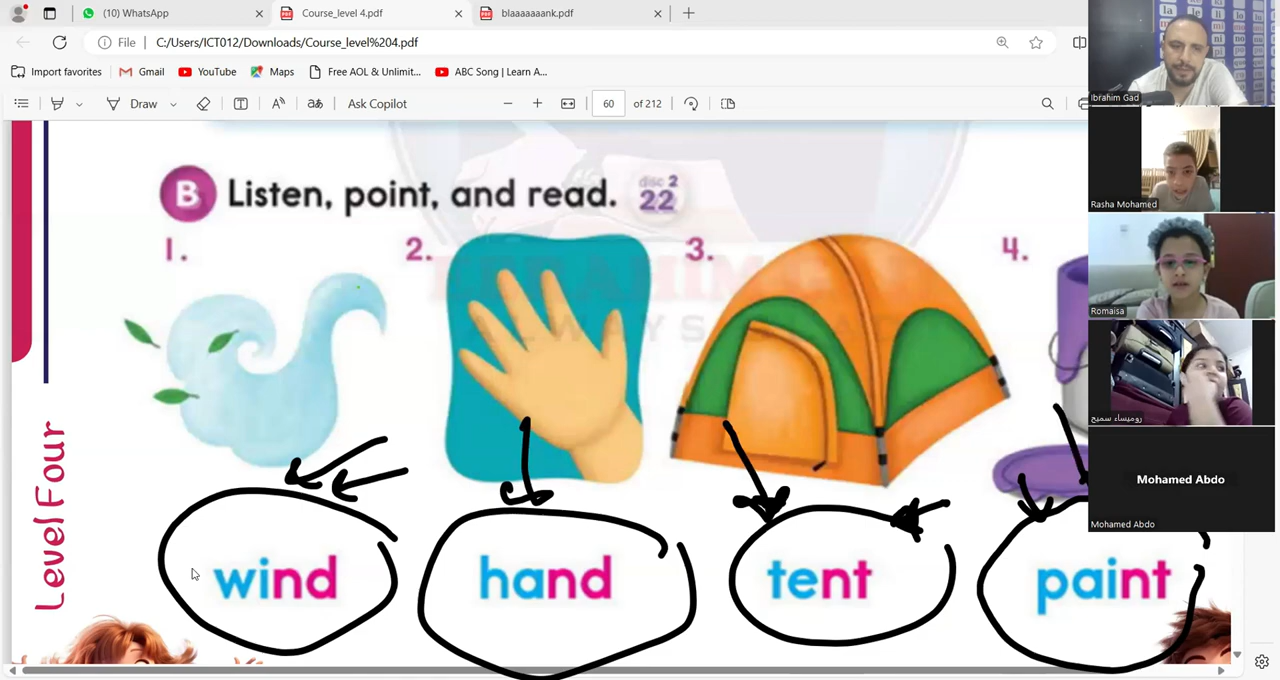 (10) WhatsApp
Course_level 4.pdf
blaaaaaaank.pdf
File
C:/Users/ICT012/Downloads/Course_level%204.pdf
Import favorites
Gmail
YouTube
Maps
Free AOL & Unlimit...
ABC Song | Learn A...
Draw
Ask Copilot
60
of 212
B Listen, point, and read. disc 2 22
1.
2.
3.
4.
wind
hand
tent
paint
Level Four
Ibrahim Gad
Rasha Mohamed
Romaisa
روميساء سميح
Mohamed Abdo
Mohamed Abdo